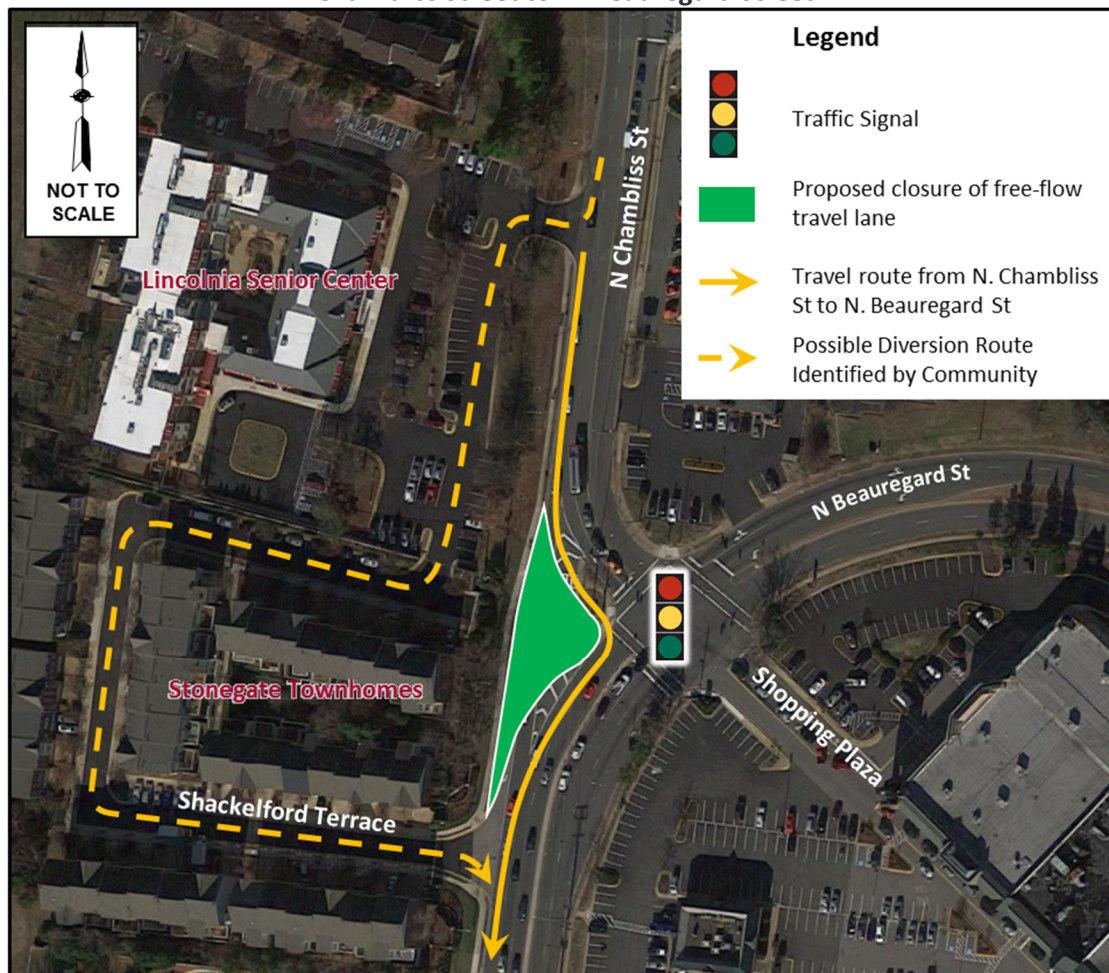 Legend
Traffic Signal
Proposed closure of free-flow
travel lane
Travel route from N. Chambliss
St to N. Beauregard St
Possible Diversion Route
Identified by Community
NOT TO
SCALE
N Chambliss St
Lincolnia Senior Center
N Beauregard St
Stonegate Townhomes
Shopping Plaza
Shackelford Terrace